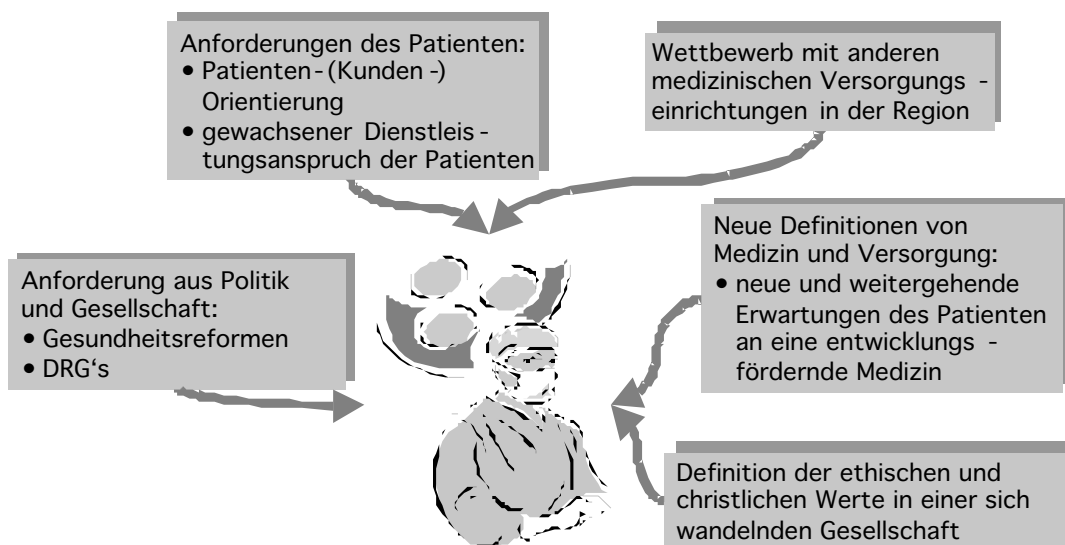 Anforderungen des Patienten:
• Patienten-(Kunden-)
Orientierung
• gewachsener Dienstleis-
tungsanspruch der Patienten
Wettbewerb mit anderen
medizinischen Versorgungs-
einrichtungen in der Region
Anforderung aus Politik
und Gesellschaft:
• Gesundheitsreformen
• DRG‘s
Neue Definitionen von
Medizin und Versorgung:
• neue und weitergehende
Erwartungen des Patienten
an eine entwicklungs-
fördernde Medizin
Definition der ethischen und
christlichen Werte in einer sich
wandelnden Gesellschaft